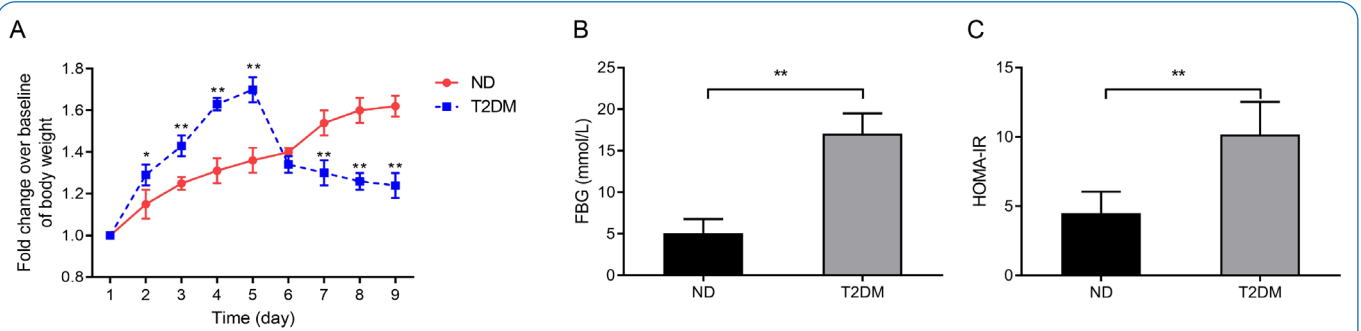 A
Fold change over baseline
of body weight
1.8
1.6
1.4
1.2
1.0
0.8
*
**
**
**
**
**
**
1
2
3
4
5
6
7
8
9
Time (day)
ND
T2DM
B
FBG (mmol/L)
25
20
15
10
5
0
**
ND
T2DM
C
HOMA-IR
15
10
5
0
**
ND
T2DM